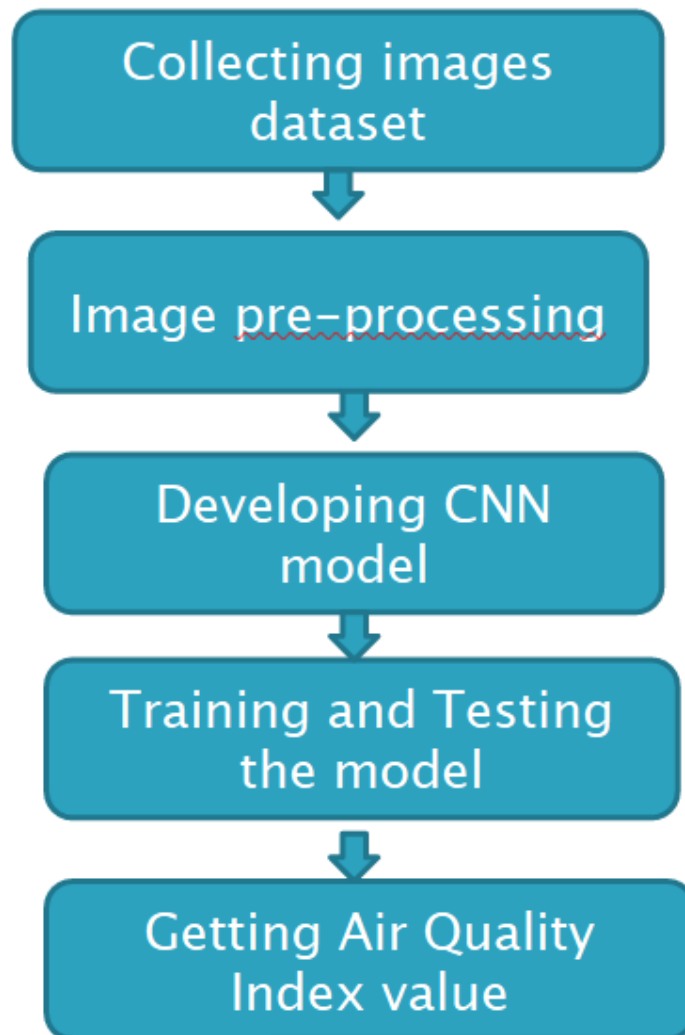 Collecting images
dataset
Image pre-processing
Developing CNN
model
Training and Testing
the model
Getting Air Quality
Index value